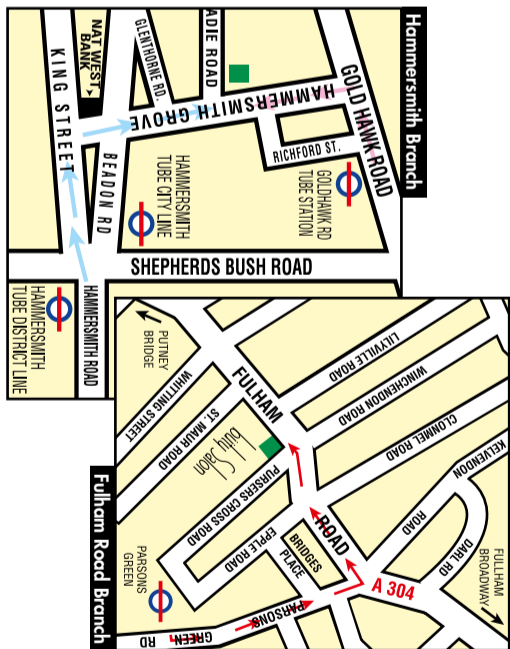 Hammersmith Branch
GOLD HAWK ROAD
GOLDHAWK RD
TUBE STATION
RICHFORD ST.
HAMMERSMITH GROVE
ADIE ROAD
GLENTHORNE RD.
NAT WEST
BANK
KING STREET
BEADON RD
HAMMERSMITH
TUBE CITY LINE
SHEPHERDS BUSH ROAD
HAMMERSMITH ROAD
HAMMERSMITH
TUBE DISTRICT LINE
Fulham Road Branch
PUTNEY
BRIDGE
WHITTING STREET
ST. MAUR ROAD
FULHAM
ROAD
LILYVILLE ROAD
WINCHENDON ROAD
CLONMEL ROAD
KELVENDON
ROAD
DARL RD
FULLHAM
BROADWAY
A 304
BRIDGES
PLACE
EPPLE ROAD
PURSERS CROSS ROAD
PARSONS
GREEN
PARSONS
GREEN
RD